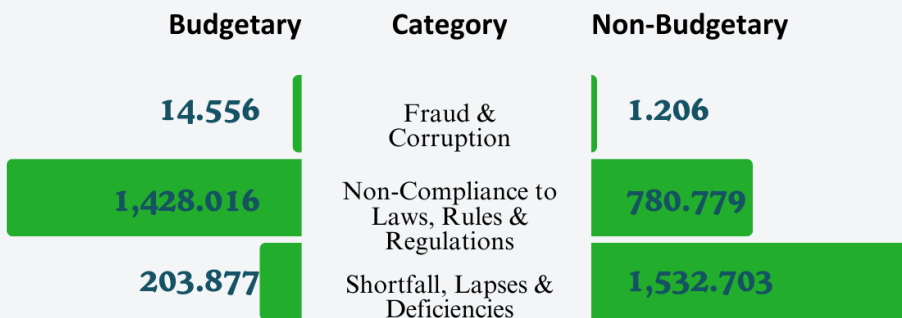 Budgetary Category Non-Budgetary
14.556 Fraud & 1.206
Corruption
1,428.016 Non-Compliance to 780.779
Laws, Rules &
Regulations
203.877 Shortfall, Lapses & 1,532.703
Deficiencies